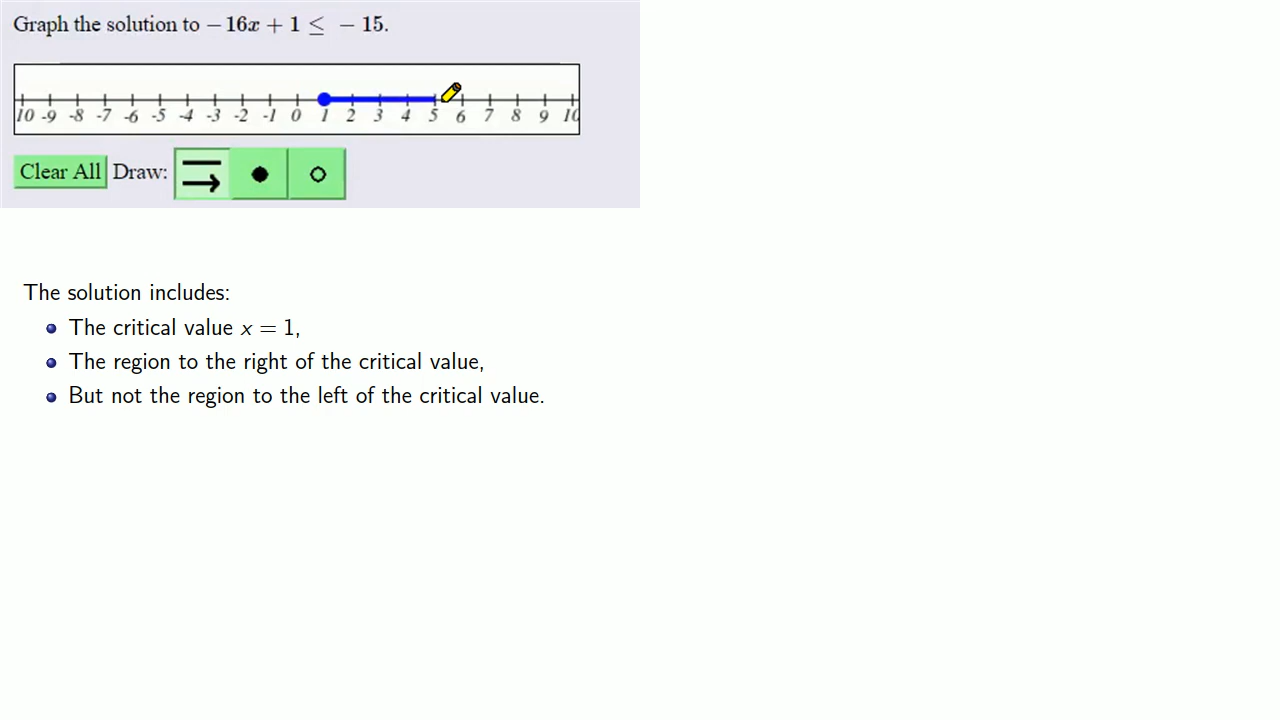 Graph the solution to −16x + 1 ≤ −15.
10 -9 -8 -7 -6 -5 -4 -3 -2 -1 0 1 2 3 4 5 6 7 8 9 10
Clear All Draw:
The solution includes:
The critical value x = 1,
The region to the right of the critical value,
But not the region to the left of the critical value.